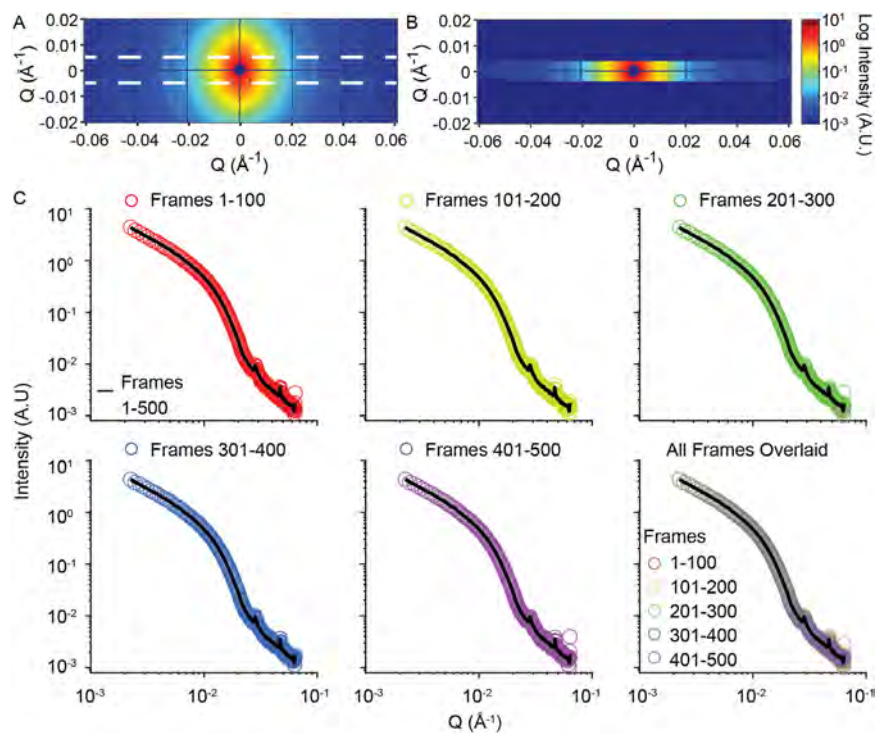 A
0.02
0.01
0
-0.01
-0.02
Q (Å⁻¹)
-0.06 -0.04 -0.02 0 0.02 0.04 0.06
Q (Å⁻¹)
B
0.02
0.01
0
-0.01
-0.02
Q (Å⁻¹)
-0.06 -0.04 -0.02 0 0.02 0.04 0.06
Q (Å⁻¹)
10¹
10⁰
10⁻¹
10⁻²
10⁻³
Log Intensity (A.U.)
C
Frames 1-100
Frames 101-200
Frames 201-300
10¹
10⁰
10⁻¹
10⁻²
10⁻³
Frames
1-500
Intensity (A.U)
Frames 301-400
Frames 401-500
All Frames Overlaid
10¹
10⁰
10⁻¹
10⁻²
10⁻³
Frames
1-100
101-200
201-300
301-400
401-500
10⁻³ 10⁻² 10⁻¹
10⁻² 10⁻¹
10⁻³ 10⁻² 10⁻¹
Q (Å⁻¹)